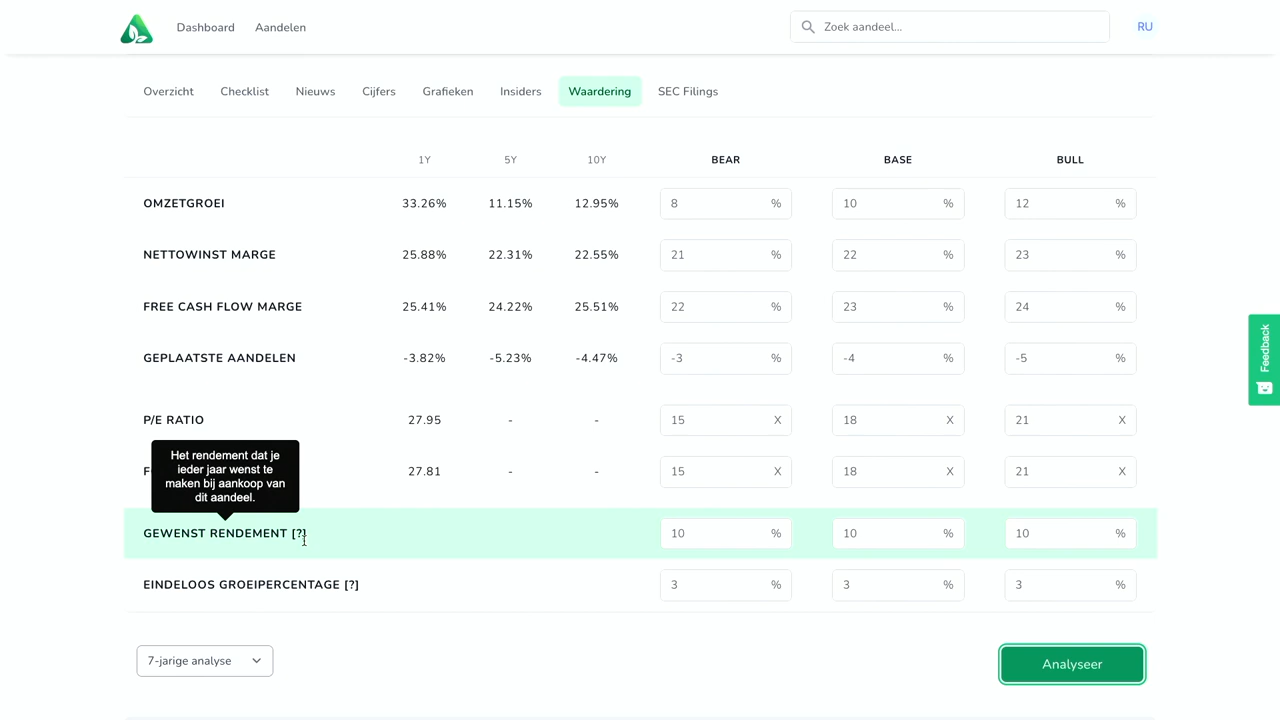 Dashboard Aandelen Zoek aandeel... RU
Overzicht Checklist Nieuws Cijfers Grafieken Insiders Waardering SEC Filings
1Y 5Y 10Y BEAR BASE BULL
OMZETGROEI 33.26% 11.15% 12.95% 8 % 10 % 12 %
NETTOWINST MARGE 25.88% 22.31% 22.55% 21 % 22 % 23 %
FREE CASH FLOW MARGE 25.41% 24.22% 25.51% 22 % 23 % 24 %
GEPLAATSTE AANDELEN -3.82% -5.23% -4.47% -3 % -4 % -5 %
Feedback
P/E RATIO 27.95 - - 15 X 18 X 21 X
27.81 - - 15 X 18 X 21 X
Het rendement dat je
ieder jaar wenst te
maken bij aankoop van
dit aandeel.
GEWENST RENDEMENT [?] 10 % 10 % 10 %
EINDELOOS GROEIPERCENTAGE [?] 3 % 3 % 3 %
7-jarige analyse Analyseer